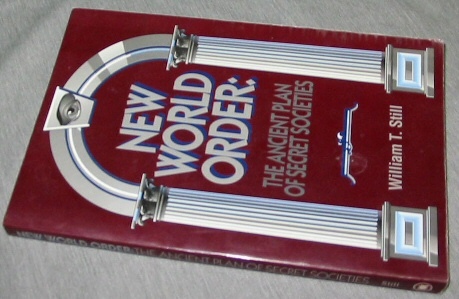 NEW
WORLD
ORDER:
THE ANCIENT PLAN
OF SECRET SOCIETIES
William T. Still
NEW WORLD ORDER: THE ANCIENT PLAN OF SECRET SOCIETIES Still